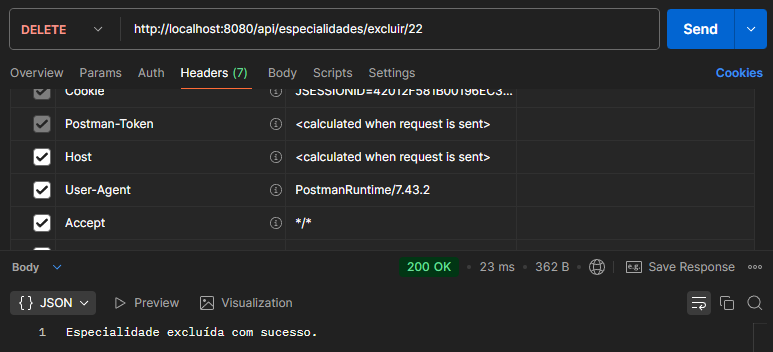 DELETE http://localhost:8080/api/especialidades/excluir/22 Send
Overview Params Auth Headers (7) Body Scripts Settings Cookies
Cookie JSESSIONID=42012F581B00196EC3...
Postman-Token <calculated when request is sent>
Host <calculated when request is sent>
User-Agent PostmanRuntime/7.43.2
Accept */*
Body 200 OK • 23 ms • 362 B • e.g. Save Response
{} JSON Preview Visualization
1 Especialidade excluída com sucesso.